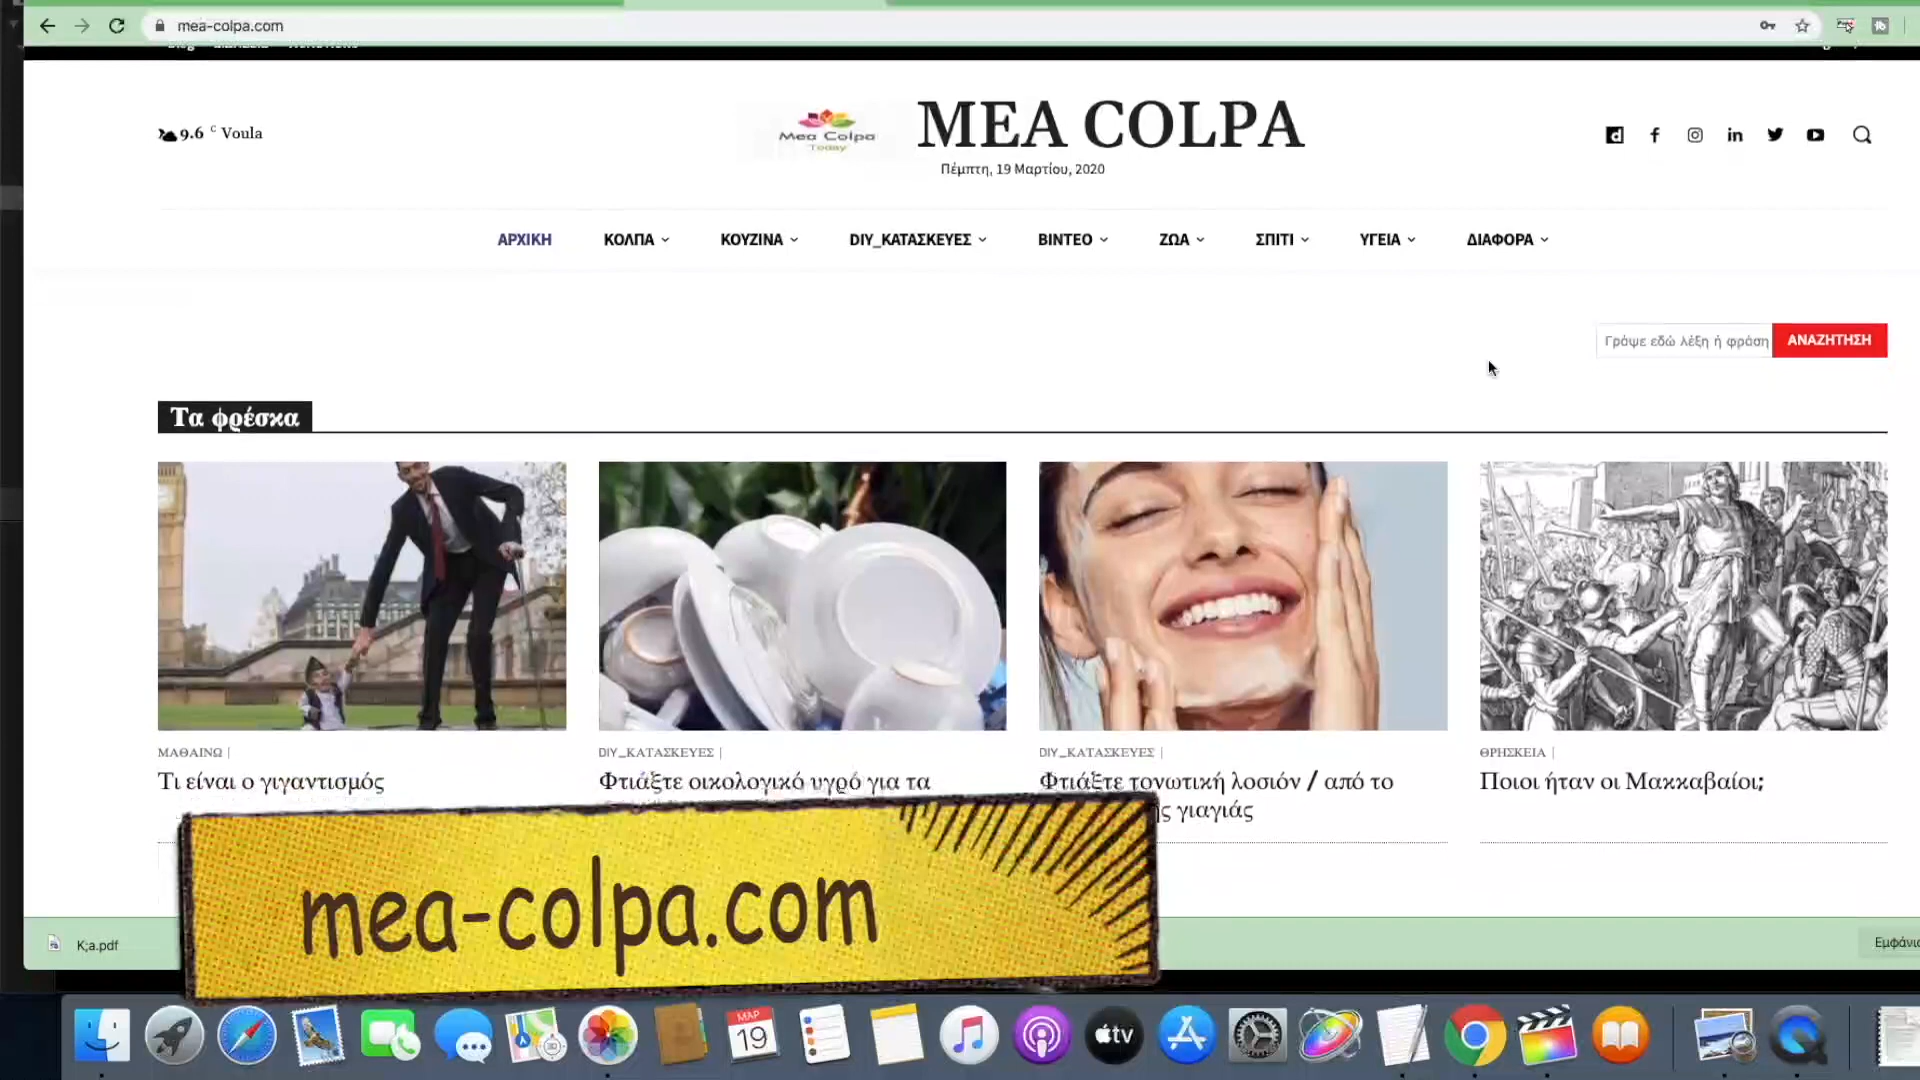 mea-colpa.com
9.6 C Voula
Mea Colpa
Today
MEA COLPA
Πέμπτη, 19 Μαρτίου, 2020
ΑΡΧΙΚΗ ΚΟΛΠΑ ΚΟΥΖΙΝΑ DIY_ΚΑΤΑΣΚΕΥΕΣ ΒΙΝΤΕΟ ΖΩΑ ΣΠΙΤΙ ΥΓΕΙΑ ΔΙΑΦΟΡΑ
Γράψε εδώ λέξη ή φράση ΑΝΑΖΗΤΗΣΗ
Τα φρέσκα
ΜΑΘΑΙΝΩ |
Τι είναι ο γιγαντισμός
DIY_ΚΑΤΑΣΚΕΥΕΣ |
Φτιάξτε οικολογικό υγρό για τα
DIY_ΚΑΤΑΣΚΕΥΕΣ |
Φτιάξτε τονωτική λοσιόν / από το
γιαγιάς
ΘΡΗΣΚΕΙΑ |
Ποιοι ήταν οι Μακκαβαίοι;
mea-colpa.com
K;a.pdf
ΜΑΡ
19
tv